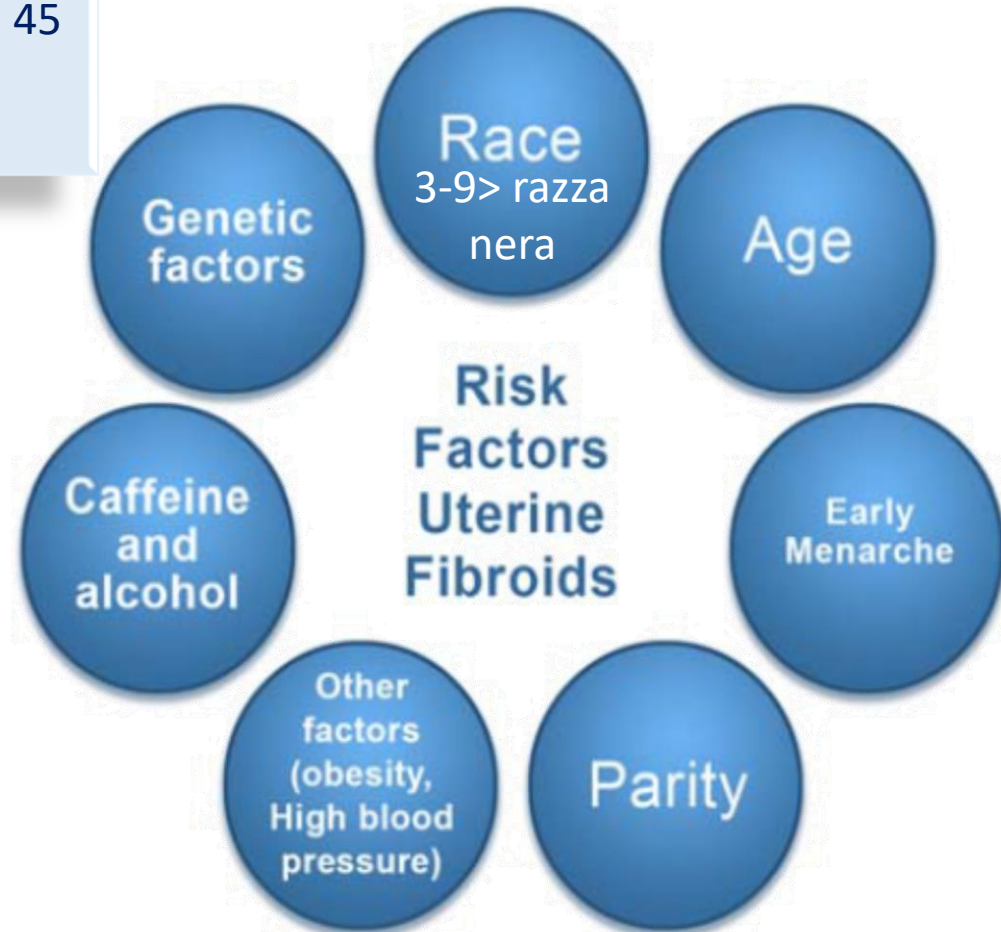 45
Race
3-9> razza
nera
Genetic
factors
Age
Risk
Factors
Uterine
Fibroids
Caffeine
and
alcohol
Early
Menarche
Other
factors
(obesity,
High blood
pressure)
Parity